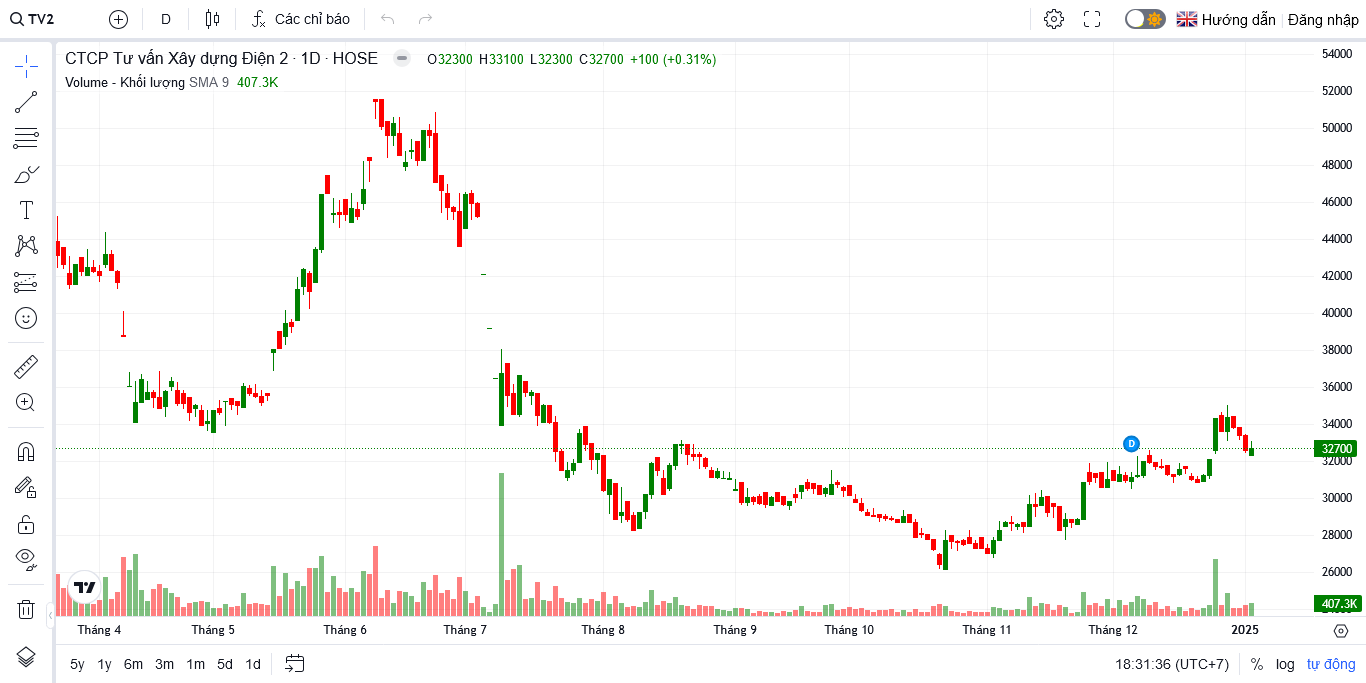 TV2 D Các chỉ báo Hướng dẫn Đăng nhập
CTCP Tư vấn Xây dựng Điện 2 · 1D · HOSE O32300 H33100 L32300 C32700 +100 (+0.31%)
Volume - Khối lượng SMA 9 407.3K
54000
52000
50000
48000
46000
44000
42000
40000
38000
36000
34000
D
32700
32000
30000
28000
26000
407.3K
Tháng 4 Tháng 5 Tháng 6 Tháng 7 Tháng 8 Tháng 9 Tháng 10 Tháng 11 Tháng 12 2025
5y 1y 6m 3m 1m 5d 1d 18:31:36 (UTC+7) % log tự động